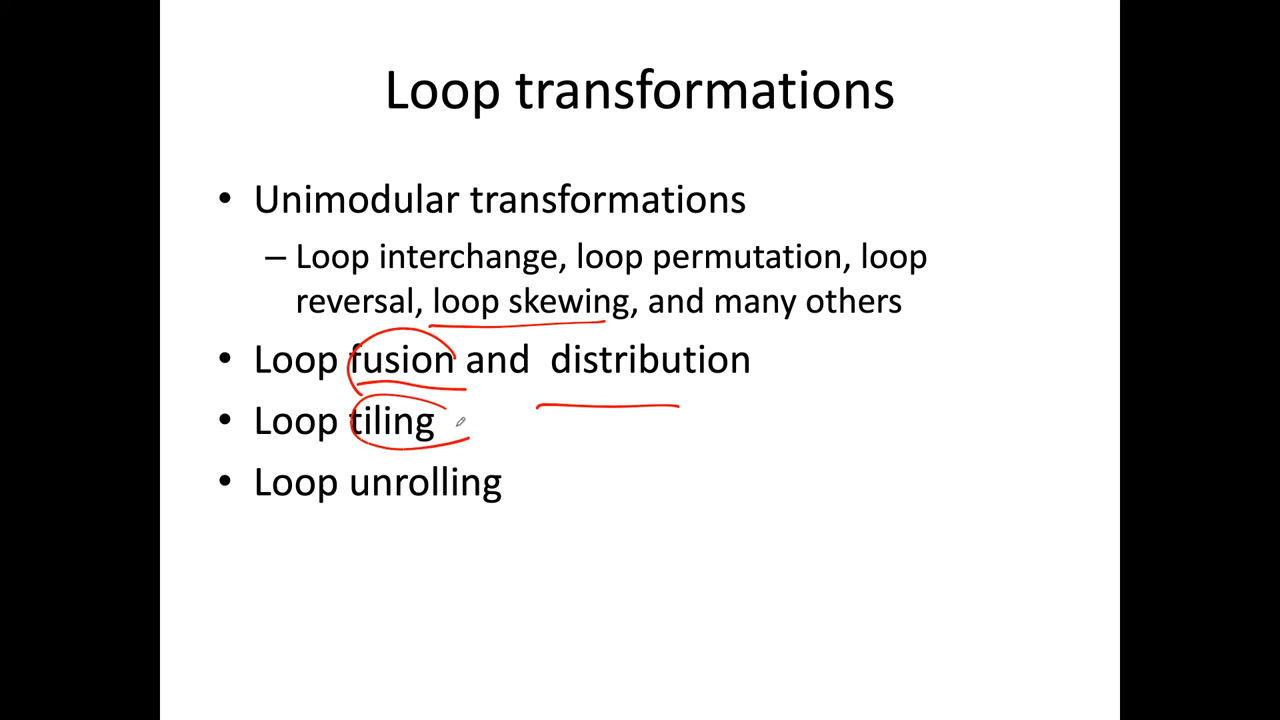 Loop transformations
• Unimodular transformations
– Loop interchange, loop permutation, loop
reversal, loop skewing, and many others
• Loop fusion and distribution
• Loop tiling
• Loop unrolling